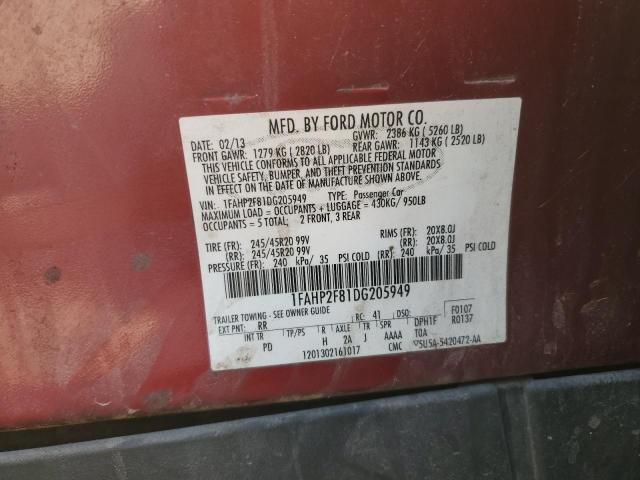 MFD. BY FORD MOTOR CO.
DATE: 02/13 GVWR: 2386 KG ( 5260 LB)
FRONT GAWR: 1279 KG ( 2820 LB) REAR GAWR: 1143 KG ( 2520 LB)
THIS VEHICLE CONFORMS TO ALL APPLICABLE FEDERAL MOTOR
VEHICLE SAFETY, BUMPER, AND THEFT PREVENTION STANDARDS
IN EFFECT ON THE DATE OF MANUFACTURE SHOWN ABOVE.
VIN: 1FAHP2F81DG205949 TYPE: Passenger Car
MAXIMUM LOAD = OCCUPANTS + LUGGAGE = 430KG/ 950LB
OCCUPANTS = 5 TOTAL: 2 FRONT, 3 REAR
TIRE (FR): 245/45R20 99V RIMS (FR): 20X8.0J
(RR): 245/45R20 99V (RR): 20X8.0J
PRESSURE (FR): 240 kPa/ 35 PSI COLD (RR): 240 kPa/ 35 PSI COLD
1FAHP2F81DG205949
TRAILER TOWING - SEE OWNER GUIDE F0107
EXT PNT: RR RC: 41 DSO: R0137
INT TR TP/PS R AXLE TR SPR DPH1F
PD H 2A J AAAA TOA
1201302161017 CMC 5U5A-5420472-AA